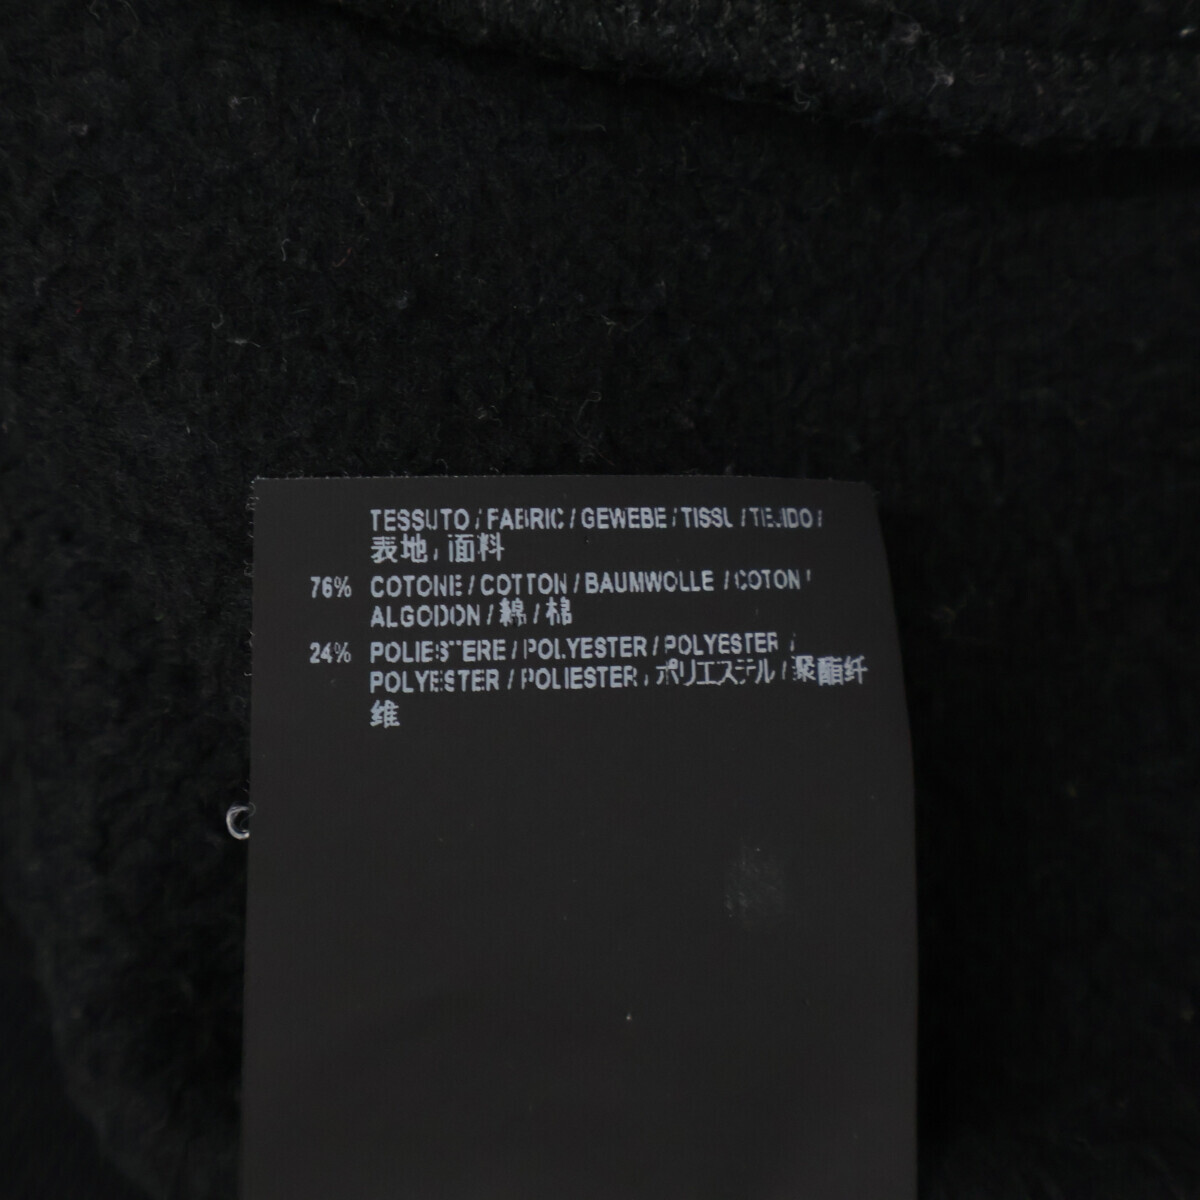 TESSUTO / FABRIC / GEWEBE / TISSU / TEJIDO /
表地 / 面料
76% COTONE / COTTON / BAUMWOLLE / COTON /
ALGODON / 綿 / 棉
24% POLIESTERE / POLYESTER / POLYESTER /
POLYESTER / POLIESTER / ポリエステル / 聚酯纤
维